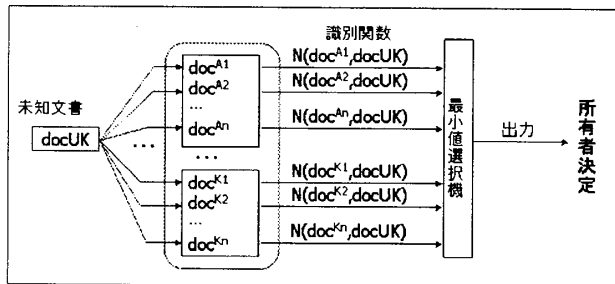 識別関数
未知文書
docUK
doc^A1
doc^A2
...
doc^An
...
...
doc^K1
doc^K2
...
doc^Kn
N(doc^A1,docUK)
N(doc^A2,docUK)
N(doc^An,docUK)
N(doc^K1,docUK)
N(doc^K2,docUK)
N(doc^Kn,docUK)
最小値選択機
出力
所有者決定